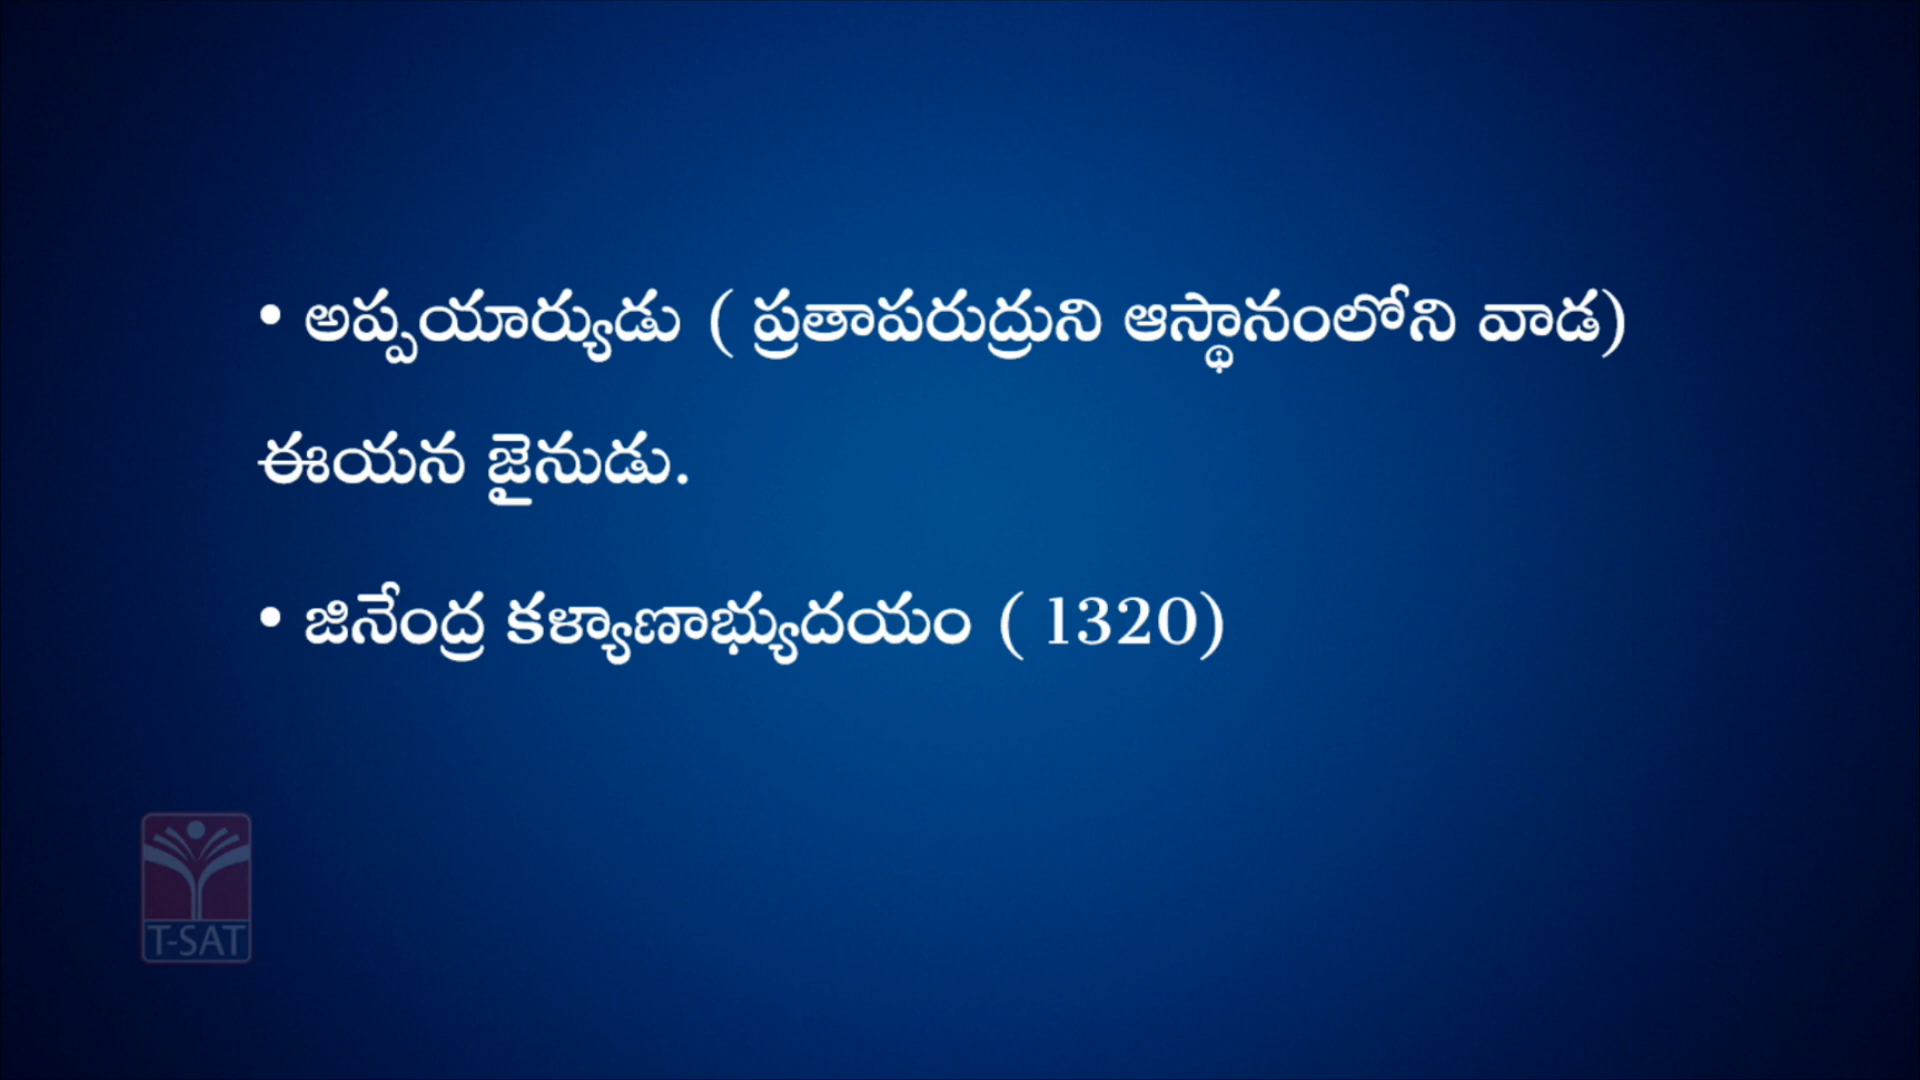 • అప్పయార్యుడు ( ప్రతాపరుద్రుని ఆస్థానంలోని వాడ)
ఈయన జైనుడు.
• జినేంద్ర కళ్యాణాభ్యుదయం ( 1320)
T-SAT